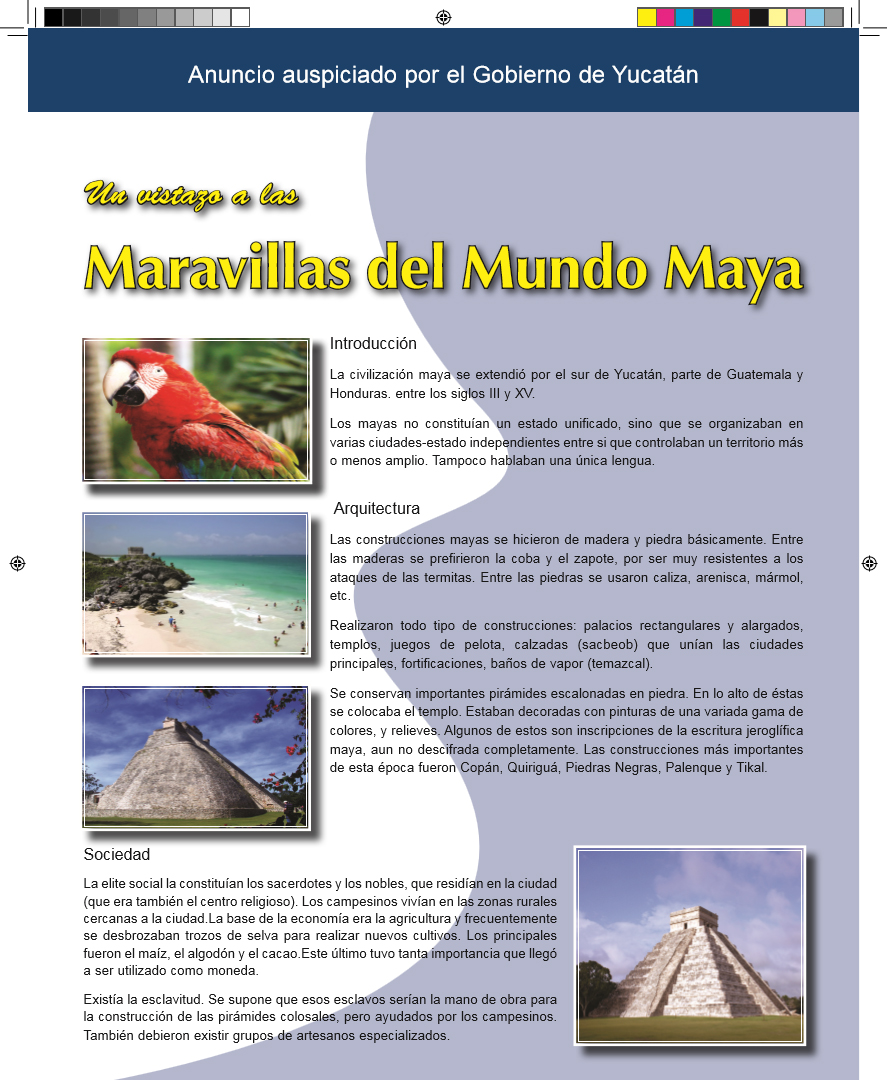 Anuncio auspiciado por el Gobierno de Yucatán
Un vistazo a las
Maravillas del Mundo Maya
Introducción
La civilización maya se extendió por el sur de Yucatán, parte de Guatemala y
Honduras. entre los siglos III y XV.
Los mayas no constituían un estado unificado, sino que se organizaban en
varias ciudades-estado independientes entre si que controlaban un territorio más
o menos amplio. Tampoco hablaban una única lengua.
Arquitectura
Las construcciones mayas se hicieron de madera y piedra básicamente. Entre
las maderas se prefirieron la coba y el zapote, por ser muy resistentes a los
ataques de las termitas. Entre las piedras se usaron caliza, arenisca, mármol,
etc.
Realizaron todo tipo de construcciones: palacios rectangulares y alargados,
templos, juegos de pelota, calzadas (sacbeob) que unían las ciudades
principales, fortificaciones, baños de vapor (temazcal).
Se conservan importantes pirámides escalonadas en piedra. En lo alto de éstas
se colocaba el templo. Estaban decoradas con pinturas de una variada gama de
colores, y relieves. Algunos de estos son inscripciones de la escritura jeroglífica
maya, aun no descifrada completamente. Las construcciones más importantes
de esta época fueron Copán, Quiriguá, Piedras Negras, Palenque y Tikal.
Sociedad
La elite social la constituían los sacerdotes y los nobles, que residían en la ciudad
(que era también el centro religioso). Los campesinos vivían en las zonas rurales
cercanas a la ciudad.La base de la economía era la agricultura y frecuentemente
se desbrozaban trozos de selva para realizar nuevos cultivos. Los principales
fueron el maíz, el algodón y el cacao.Este último tuvo tanta importancia que llegó
a ser utilizado como moneda.
Existía la esclavitud. Se supone que esos esclavos serían la mano de obra para
la construcción de las pirámides colosales, pero ayudados por los campesinos.
También debieron existir grupos de artesanos especializados.